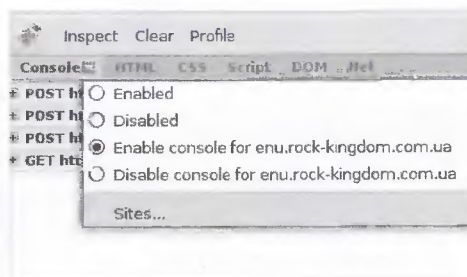 Inspect Clear Profile
Console HTML CSS Script DOM Net
+ POST ht
+ POST ht
+ POST ht
+ GET htt
Enabled
Disabled
Enable console for enu.rock-kingdom.com.ua
Disable console for enu.rock-kingdom.com.ua
Sites...